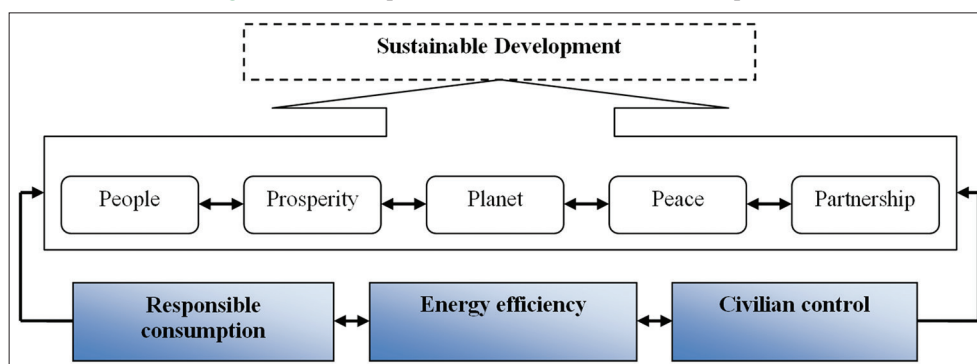 Sustainable Development
People
Prosperity
Planet
Peace
Partnership
Responsible
consumption
Energy efficiency
Civilian control